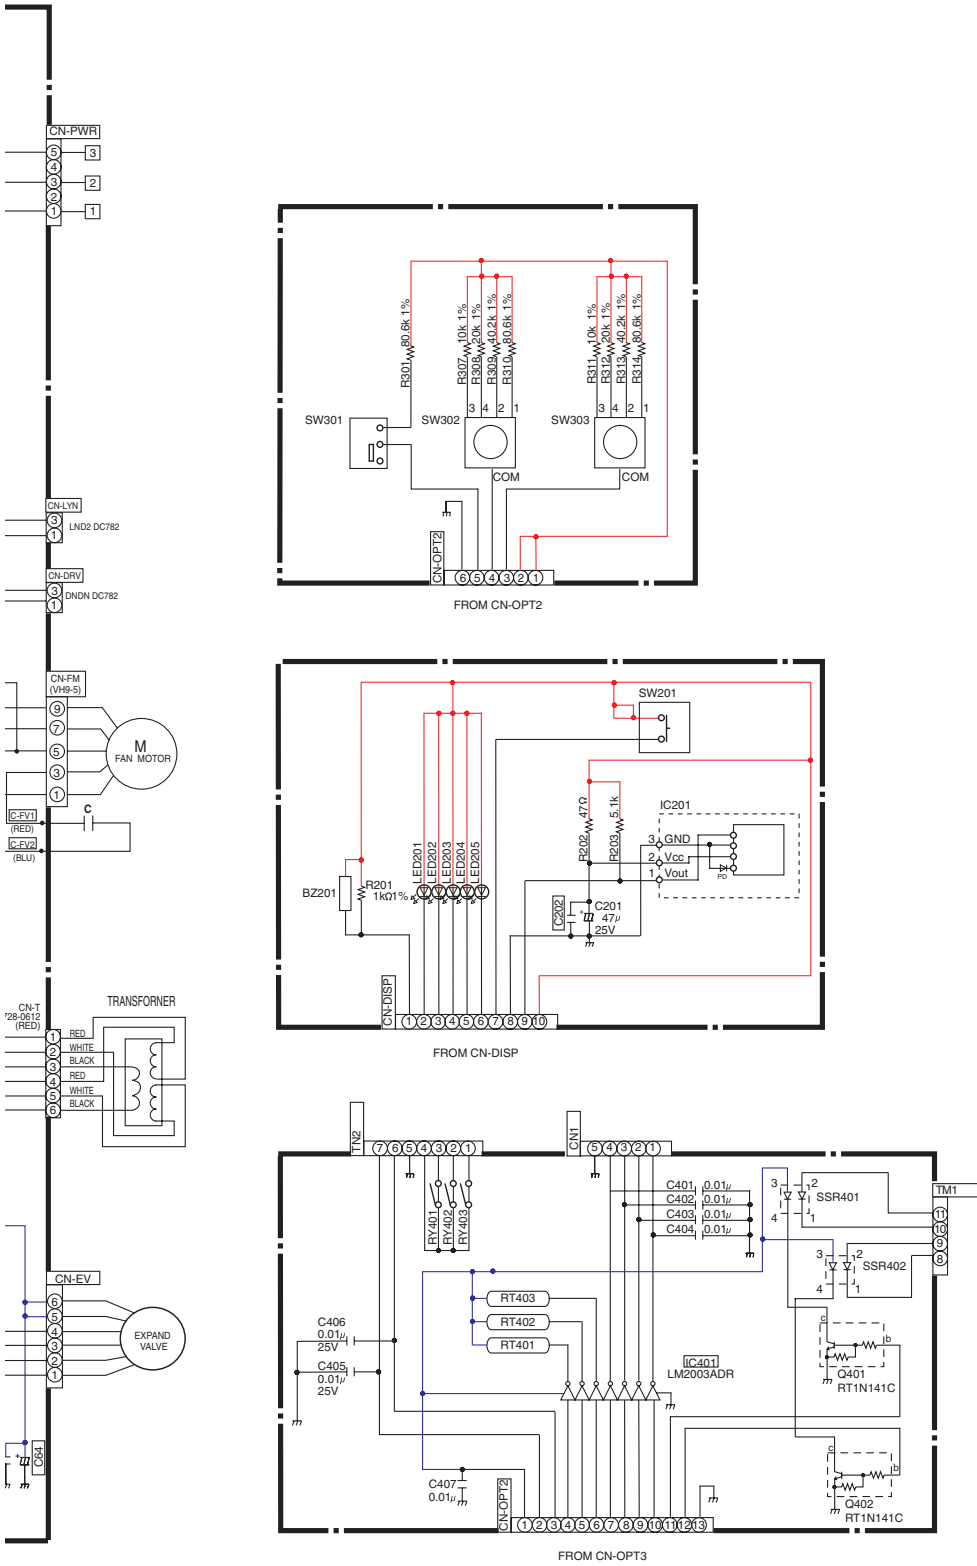 CN-PWR
5
3
4
3
2
2
1
1
CN-LYN
3
LND2 DC782
1
CN-DRV
3
DNDN DC782
1
CN-FM
(VH9-5)
9
7
5
3
1
M
FAN MOTOR
C-FV1
(RED)
C
C-FV2
(BLU)
CN-T
728-0612
(RED)
TRANSFORNER
1 RED
2 WHITE
3 BLACK
4 RED
5 WHITE
6 BLACK
CN-EV
6
5
4
3
2
1
EXPAND
VALVE
+
C64
R301 80.6k 1%
R307 10k 1%
R308 20k 1%
R309 40.2k 1%
R310 80.6k 1%
R311 10k 1%
R312 20k 1%
R313 40.2k 1%
R314 80.6k 1%
SW301
SW302
3 4 2 1
COM
SW303
3 4 2 1
COM
CN-OPT2
6 5 4 3 2 1
FROM CN-OPT2
SW201
R202 47Ω
R203 5.1k
IC201
3 GND
2 Vcc
1 Vout
PD
LED201
LED202
LED203
LED204
LED205
BZ201
R201
1kΩ1%
C202
+
C201
47μ
25V
CN-DISP
1 2 3 4 5 6 7 8 9 10
FROM CN-DISP
TN2
7 6 5 4 3 2 1
CN1
5 4 3 2 1
RY401
RY402
RY403
C401 0.01μ
C402 0.01μ
C403 0.01μ
C404 0.01μ
3 2
SSR401
4 1
3 2
SSR402
4 1
TM1
11
10
9
8
RT403
RT402
RT401
C406
0.01μ
25V
C405
0.01μ
25V
IC401
LM2003ADR
c
b
Q401
RT1N141C
c
b
Q402
RT1N141C
C407
0.01μ
CN-OPT2
1 2 3 4 5 6 7 8 9 10 11 12 13
FROM CN-OPT3